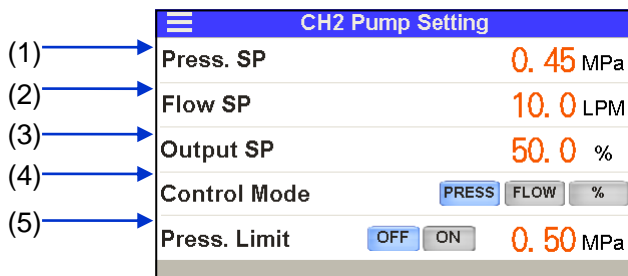 CH2 Pump Setting
(1) Press. SP 0.45 MPa
(2) Flow SP 10.0 LPM
(3) Output SP 50.0 %
(4) Control Mode PRESS FLOW %
(5) Press. Limit OFF ON 0.50 MPa